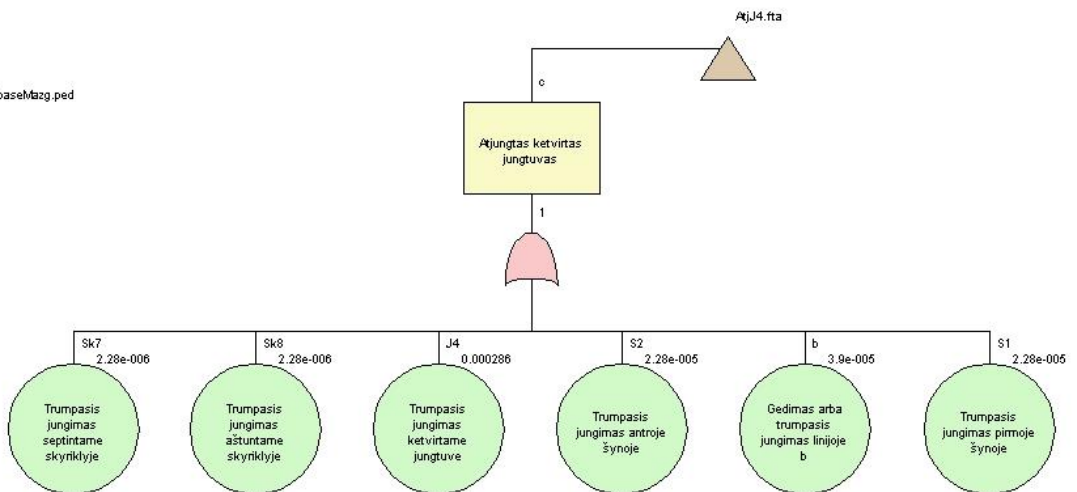 AtjJ4.fta
baseMazg.ped
c
Atjungtas ketvirtas
jungtuvas
1
Sk7
2.28e-006
Sk8
2.28e-006
J4
0.000286
S2
2.28e-005
b
3.9e-005
S1
2.28e-005
Trumpasis
jungimas
septintame
skyriklyje
Trumpasis
jungimas
aštuntame
skyriklyje
Trumpasis
jungimas
ketvirtame
jungtuve
Trumpasis
jungimas antroje
šynoje
Gedimas arba
trumpasis
jungimas linijoje
b
Trumpasis
jungimas pirmoje
šynoje